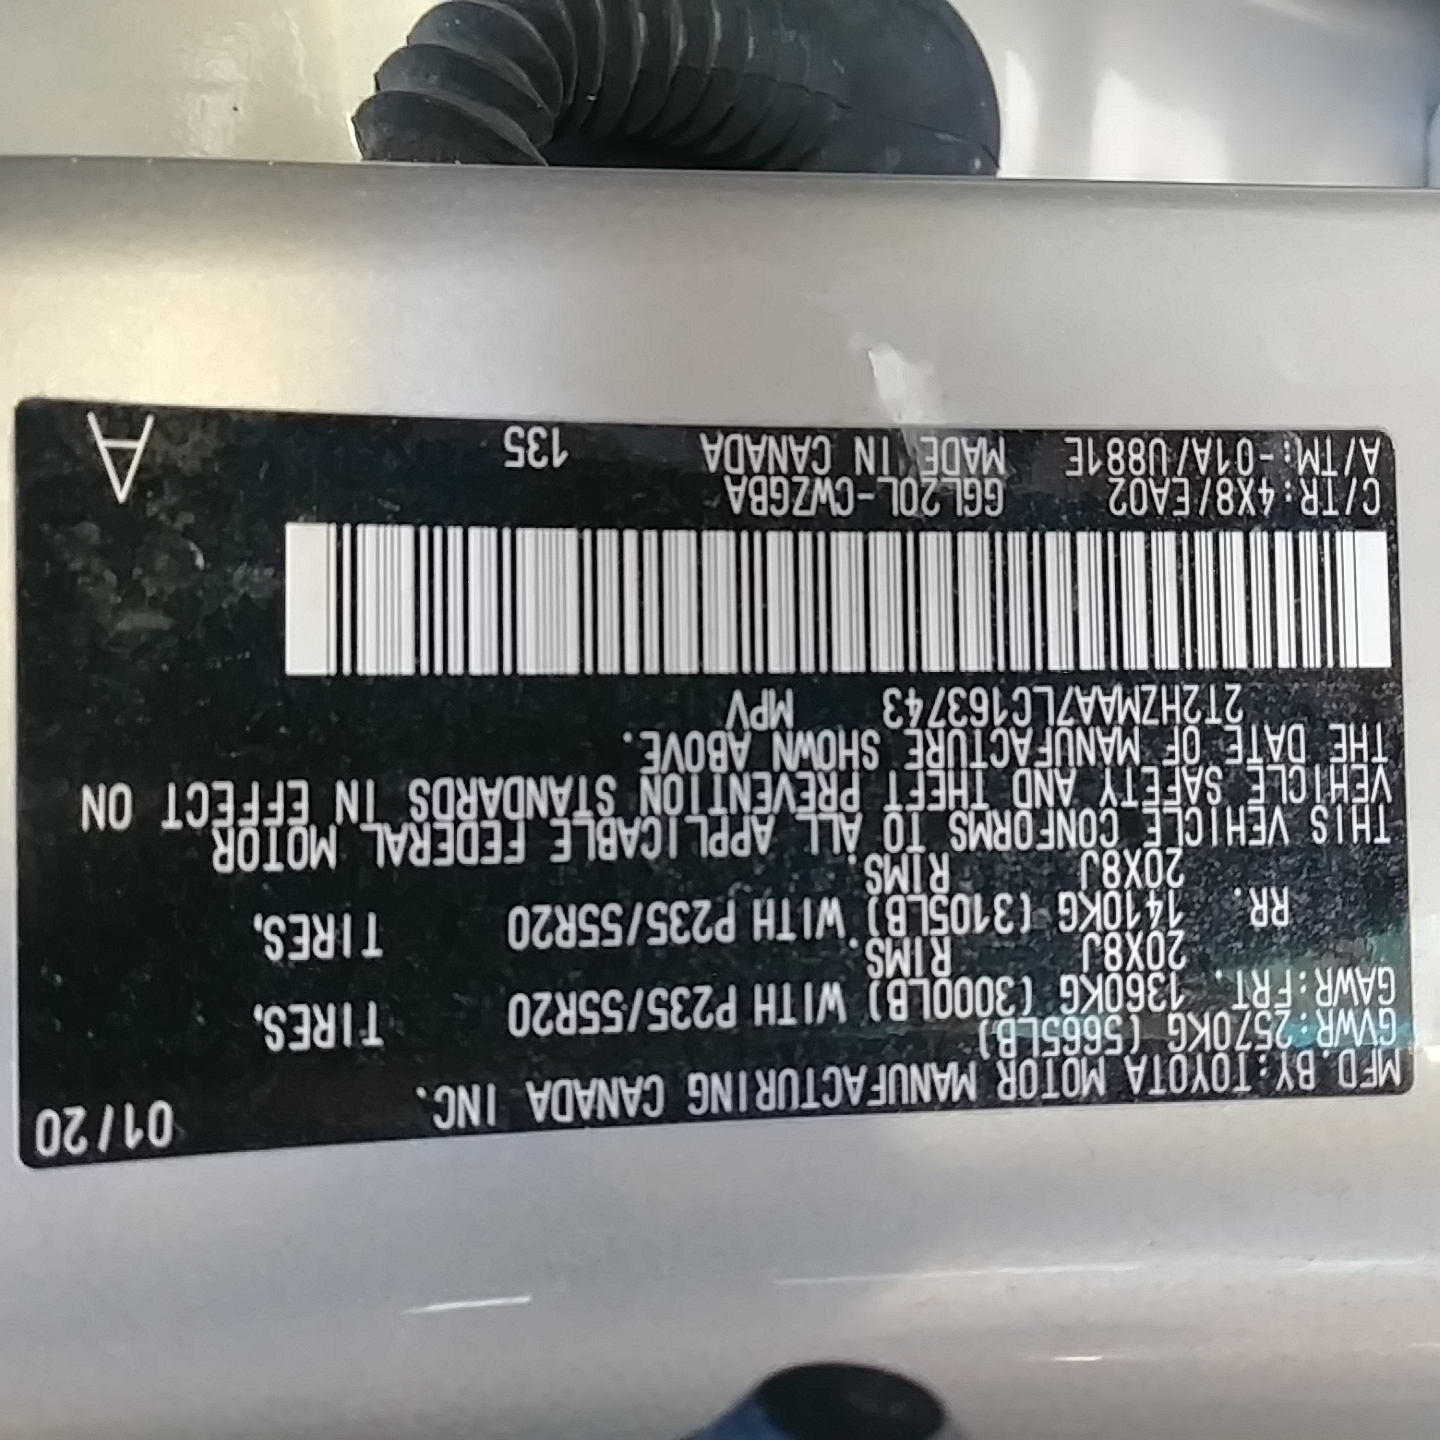 MFD.BY:TOYOTA MOTOR MANUFACTURING CANADA INC. 01/20
GVWR:2570KG (5665LB)
GAWR:FRT. 1360KG (3000LB) WITH P235/55R20 TIRES,
20X8J RIMS.
RR. 1410KG (3105LB) WITH P235/55R20 TIRES,
20X8J RIMS.
THIS VEHICLE CONFORMS TO ALL APPLICABLE FEDERAL MOTOR
VEHICLE SAFETY AND THEFT PREVENTION STANDARDS IN EFFECT ON
THE DATE OF MANUFACTURE SHOWN ABOVE.
2T2HZMAA7LC163743 MPV
C/TR:4X8/EA02 GGL20L-CWZGBA
A/TM:-01A/U881E MADE IN CANADA 135 A